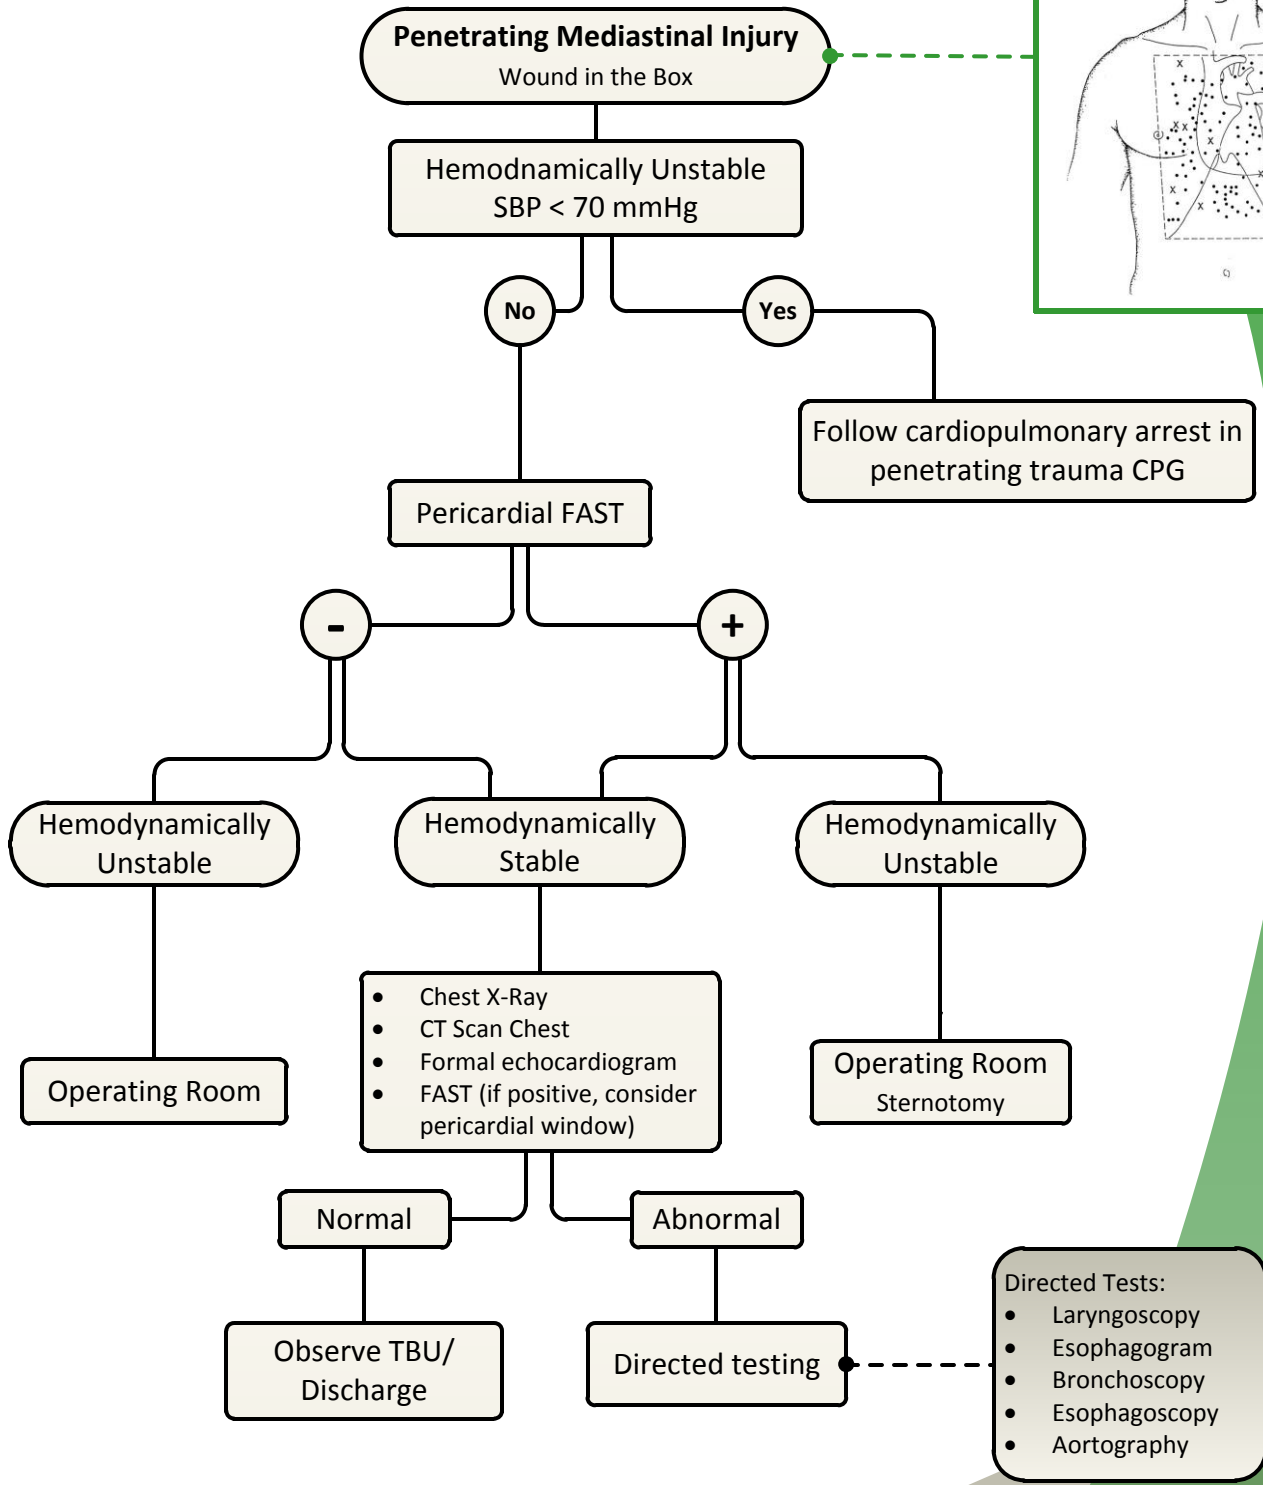 Penetrating Mediastinal Injury
Wound in the Box
Hemodnamically Unstable
SBP < 70 mmHg
No
Yes
Follow cardiopulmonary arrest in
penetrating trauma CPG
Pericardial FAST
-
+
Hemodynamically
Unstable
Hemodynamically
Stable
Hemodynamically
Unstable
• Chest X-Ray
• CT Scan Chest
• Formal echocardiogram
• FAST (if positive, consider
pericardial window)
Operating Room
Operating Room
Sternotomy
Normal
Abnormal
Observe TBU/
Discharge
Directed testing
Directed Tests:
• Laryngoscopy
• Esophagogram
• Bronchoscopy
• Esophagoscopy
• Aortography